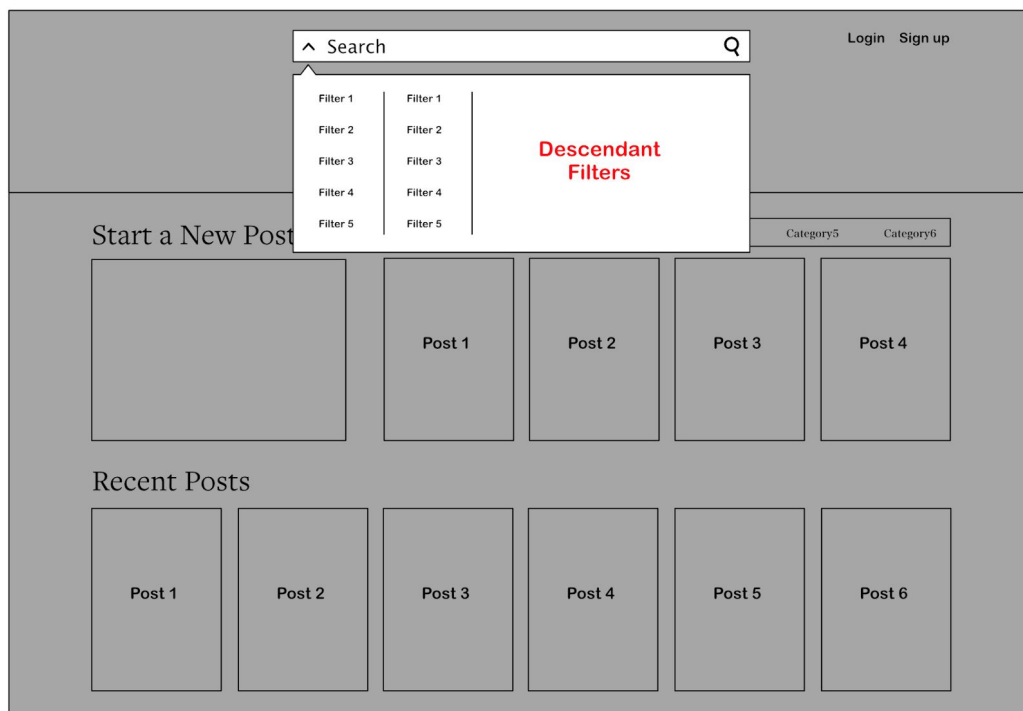 Search
Login Sign up
Filter 1 Filter 1
Filter 2 Filter 2
Filter 3 Filter 3
Filter 4 Filter 4
Filter 5 Filter 5
Descendant
Filters
Start a New Post
Category5 Category6
Post 1 Post 2 Post 3 Post 4
Recent Posts
Post 1 Post 2 Post 3 Post 4 Post 5 Post 6